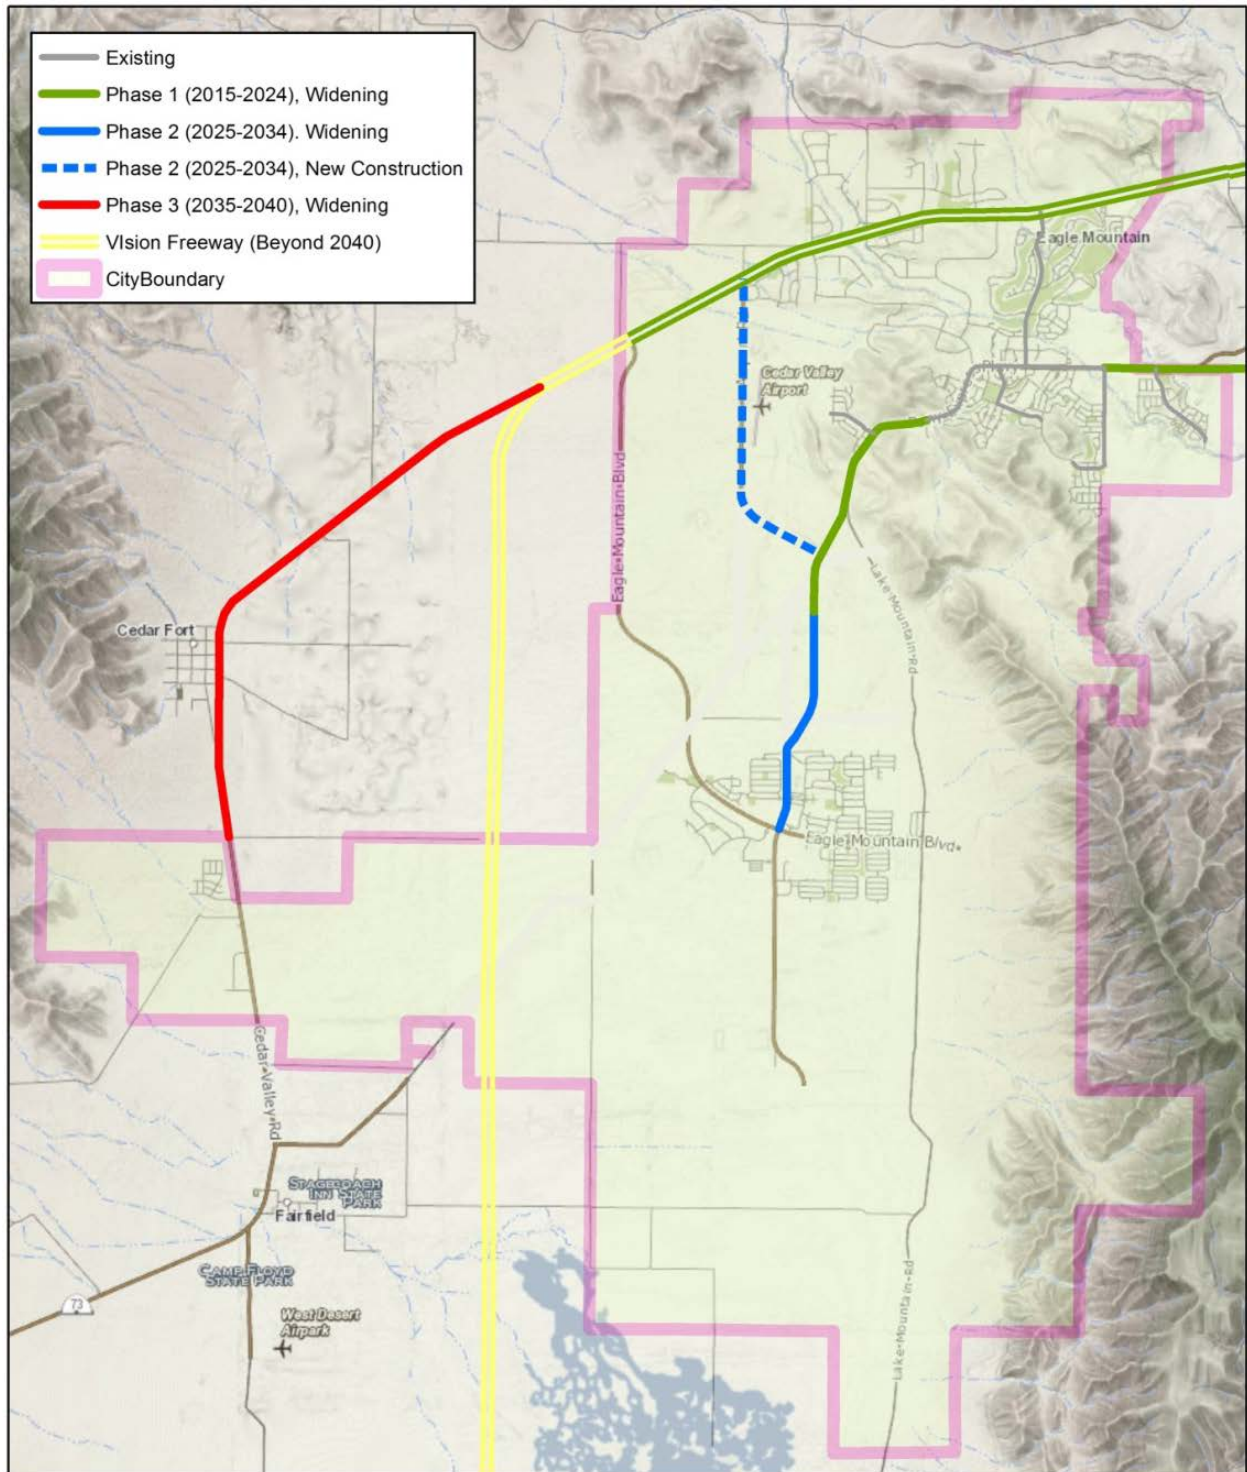 Existing
Phase 1 (2015-2024), Widening
Phase 2 (2025-2034). Widening
Phase 2 (2025-2034), New Construction
Phase 3 (2035-2040), Widening
VIsion Freeway (Beyond 2040)
CityBoundary
Eagle Mountain
Cedar Valley
Airport
Eagle•Mountain•Blvd
Lake•Mountain•Rd
Cedar Fort
Eagle•Mountain Blvd•
Cedar•Valley•Rd
STAGECOACH
INN STATE
PARK
Fairfield
CAMP FLOYD
STATE PARK
73
West Desert
Airpark
Lake•Mountain•Rd